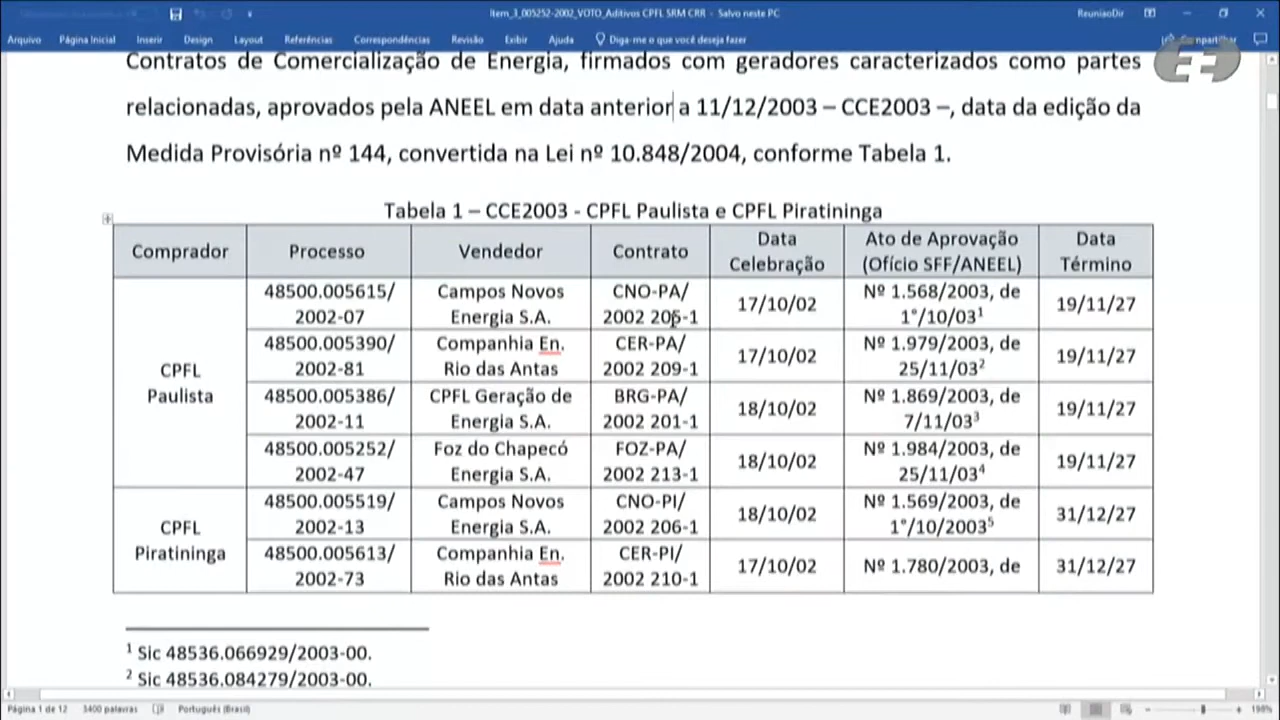 Item_3_005252-2002_VOTO_Aditivos CPFL SRM CRR - Salvo neste PC
ReuniaoDir
Arquivo Página Inicial Inserir Design Layout Referências Correspondências Revisão Exibir Ajuda Diga-me o que você deseja fazer Compartilhar
Contratos de Comercialização de Energia, firmados com geradores caracterizados como partes
relacionadas, aprovados pela ANEEL em data anterior a 11/12/2003 – CCE2003 –, data da edição da
Medida Provisória nº 144, convertida na Lei nº 10.848/2004, conforme Tabela 1.
Tabela 1 – CCE2003 - CPFL Paulista e CPFL Piratininga
Comprador Processo Vendedor Contrato Data Celebração Ato de Aprovação (Ofício SFF/ANEEL) Data Término
CPFL Paulista
48500.005615/ 2002-07 Campos Novos Energia S.A. CNO-PA/ 2002 205-1 17/10/02 Nº 1.568/2003, de 1°/10/03¹ 19/11/27
48500.005390/ 2002-81 Companhia En. Rio das Antas CER-PA/ 2002 209-1 17/10/02 Nº 1.979/2003, de 25/11/03² 19/11/27
48500.005386/ 2002-11 CPFL Geração de Energia S.A. BRG-PA/ 2002 201-1 18/10/02 Nº 1.869/2003, de 7/11/03³ 19/11/27
48500.005252/ 2002-47 Foz do Chapecó Energia S.A. FOZ-PA/ 2002 213-1 18/10/02 Nº 1.984/2003, de 25/11/03⁴ 19/11/27
CPFL Piratininga
48500.005519/ 2002-13 Campos Novos Energia S.A. CNO-PI/ 2002 206-1 18/10/02 Nº 1.569/2003, de 1°/10/2003⁵ 31/12/27
48500.005613/ 2002-73 Companhia En. Rio das Antas CER-PI/ 2002 210-1 17/10/02 Nº 1.780/2003, de 31/12/27
¹ Sic 48536.066929/2003-00.
² Sic 48536.084279/2003-00.
Página 1 de 12 3400 palavras Português (Brasil) 198%